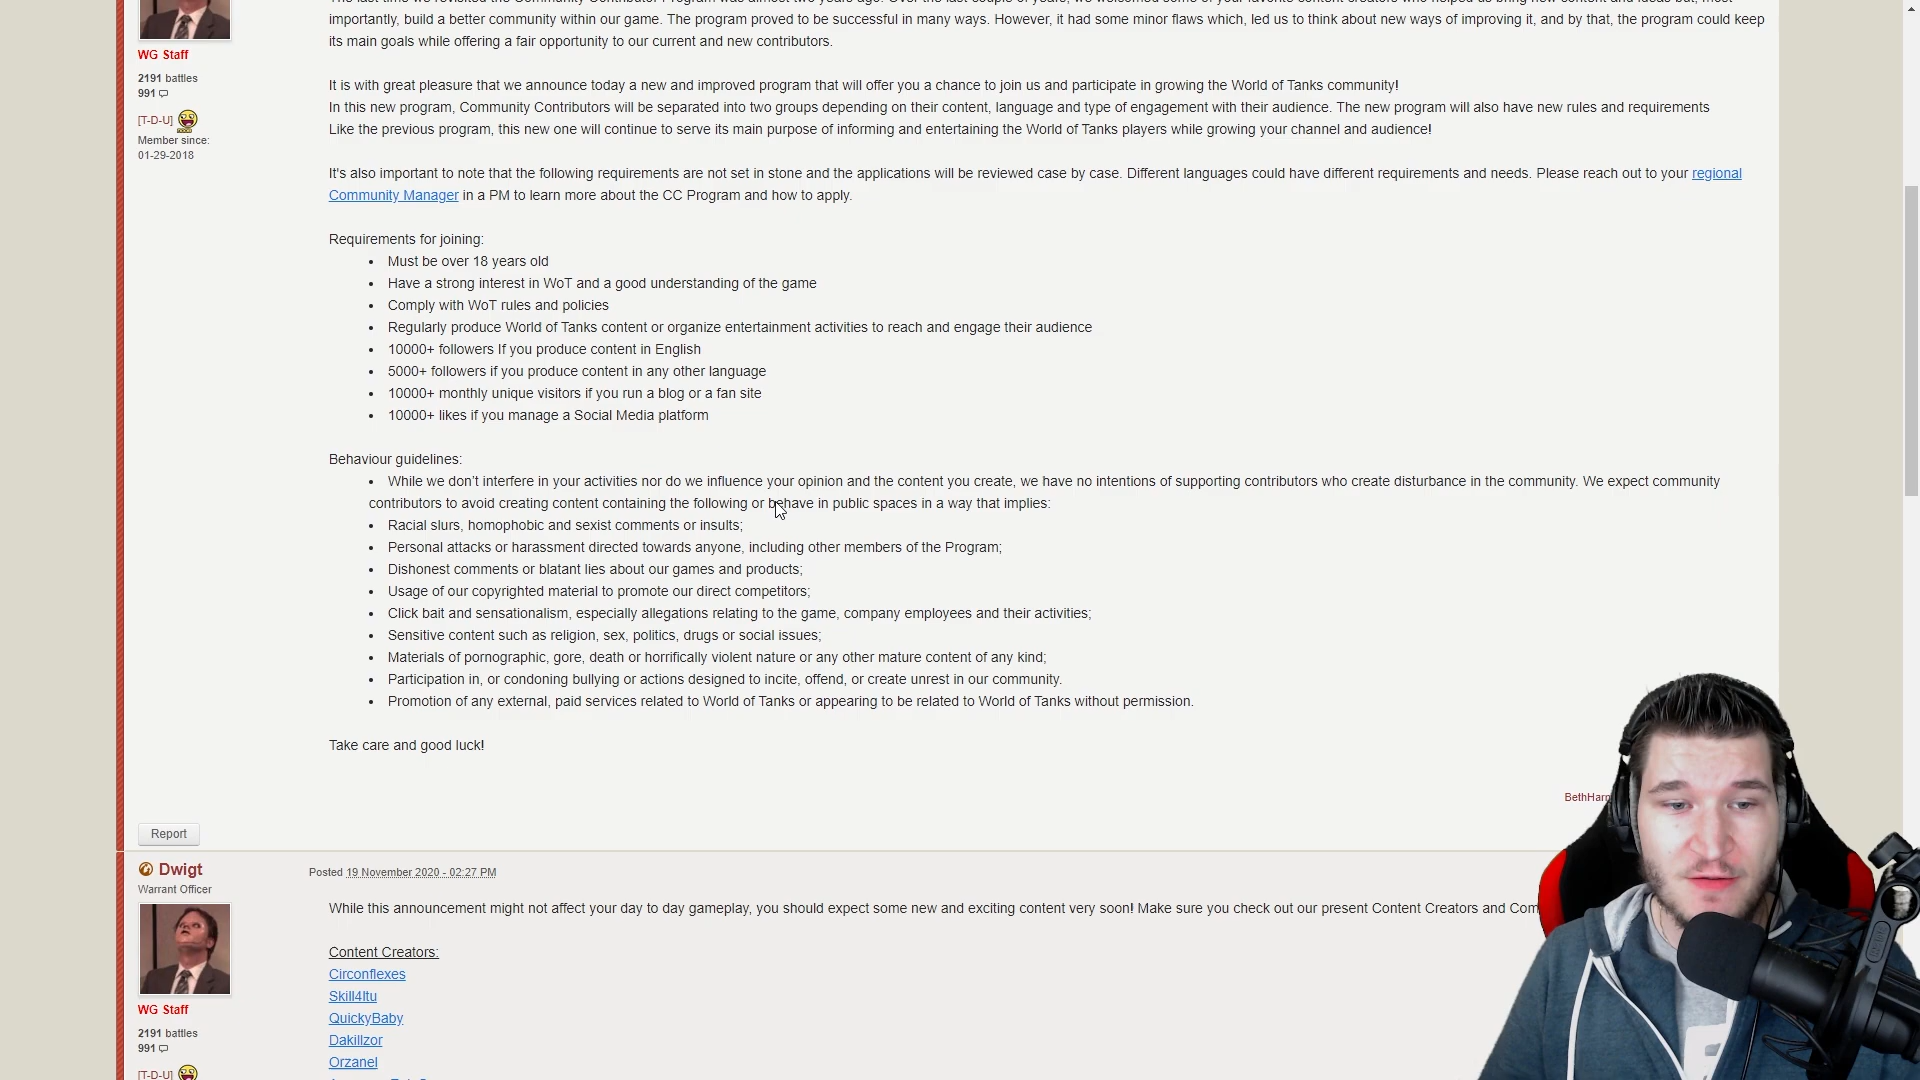 importantly, build a better community within our game. The program proved to be successful in many ways. However, it had some minor flaws which, led us to think about new ways of improving it, and by that, the program could keep
its main goals while offering a fair opportunity to our current and new contributors.
WG Staff
2191 battles
991
[T-D-U]
Member since:
01-29-2018
It is with great pleasure that we announce today a new and improved program that will offer you a chance to join us and participate in growing the World of Tanks community!
In this new program, Community Contributors will be separated into two groups depending on their content, language and type of engagement with their audience. The new program will also have new rules and requirements
Like the previous program, this new one will continue to serve its main purpose of informing and entertaining the World of Tanks players while growing your channel and audience!
It's also important to note that the following requirements are not set in stone and the applications will be reviewed case by case. Different languages could have different requirements and needs. Please reach out to your regional
Community Manager in a PM to learn more about the CC Program and how to apply.
Requirements for joining:
• Must be over 18 years old
• Have a strong interest in WoT and a good understanding of the game
• Comply with WoT rules and policies
• Regularly produce World of Tanks content or organize entertainment activities to reach and engage their audience
• 10000+ followers If you produce content in English
• 5000+ followers if you produce content in any other language
• 10000+ monthly unique visitors if you run a blog or a fan site
• 10000+ likes if you manage a Social Media platform
Behaviour guidelines:
• While we don't interfere in your activities nor do we influence your opinion and the content you create, we have no intentions of supporting contributors who create disturbance in the community. We expect community
contributors to avoid creating content containing the following or behave in public spaces in a way that implies:
• Racial slurs, homophobic and sexist comments or insults;
• Personal attacks or harassment directed towards anyone, including other members of the Program;
• Dishonest comments or blatant lies about our games and products;
• Usage of our copyrighted material to promote our direct competitors;
• Click bait and sensationalism, especially allegations relating to the game, company employees and their activities;
• Sensitive content such as religion, sex, politics, drugs or social issues;
• Materials of pornographic, gore, death or horrifically violent nature or any other mature content of any kind;
• Participation in, or condoning bullying or actions designed to incite, offend, or create unrest in our community.
• Promotion of any external, paid services related to World of Tanks or appearing to be related to World of Tanks without permission.
Take care and good luck!
Report
Dwigt
Warrant Officer
WG Staff
2191 battles
991
[T-D-U]
Posted 19 November 2020 - 02:27 PM
While this announcement might not affect your day to day gameplay, you should expect some new and exciting content very soon! Make sure you check out our present Content Creators and
Content Creators:
Circonflexes
Skill4ltu
QuickyBaby
Dakillzor
Orzanel